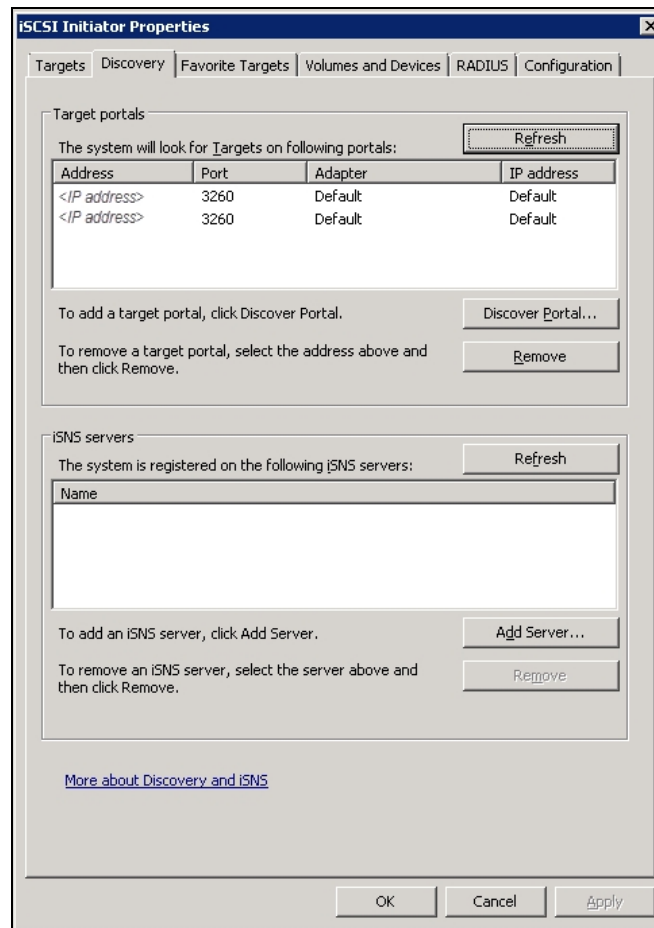 iSCSI Initiator Properties
Targets Discovery Favorite Targets Volumes and Devices RADIUS Configuration
Target portals
The system will look for Targets on following portals:
Refresh
Address Port Adapter IP address
<IP address> 3260 Default Default
<IP address> 3260 Default Default
To add a target portal, click Discover Portal.
Discover Portal...
To remove a target portal, select the address above and
then click Remove.
Remove
iSNS servers
The system is registered on the following iSNS servers:
Refresh
Name
To add an iSNS server, click Add Server.
Add Server...
To remove an iSNS server, select the server above and
then click Remove.
Remove
More about Discovery and iSNS
OK Cancel Apply